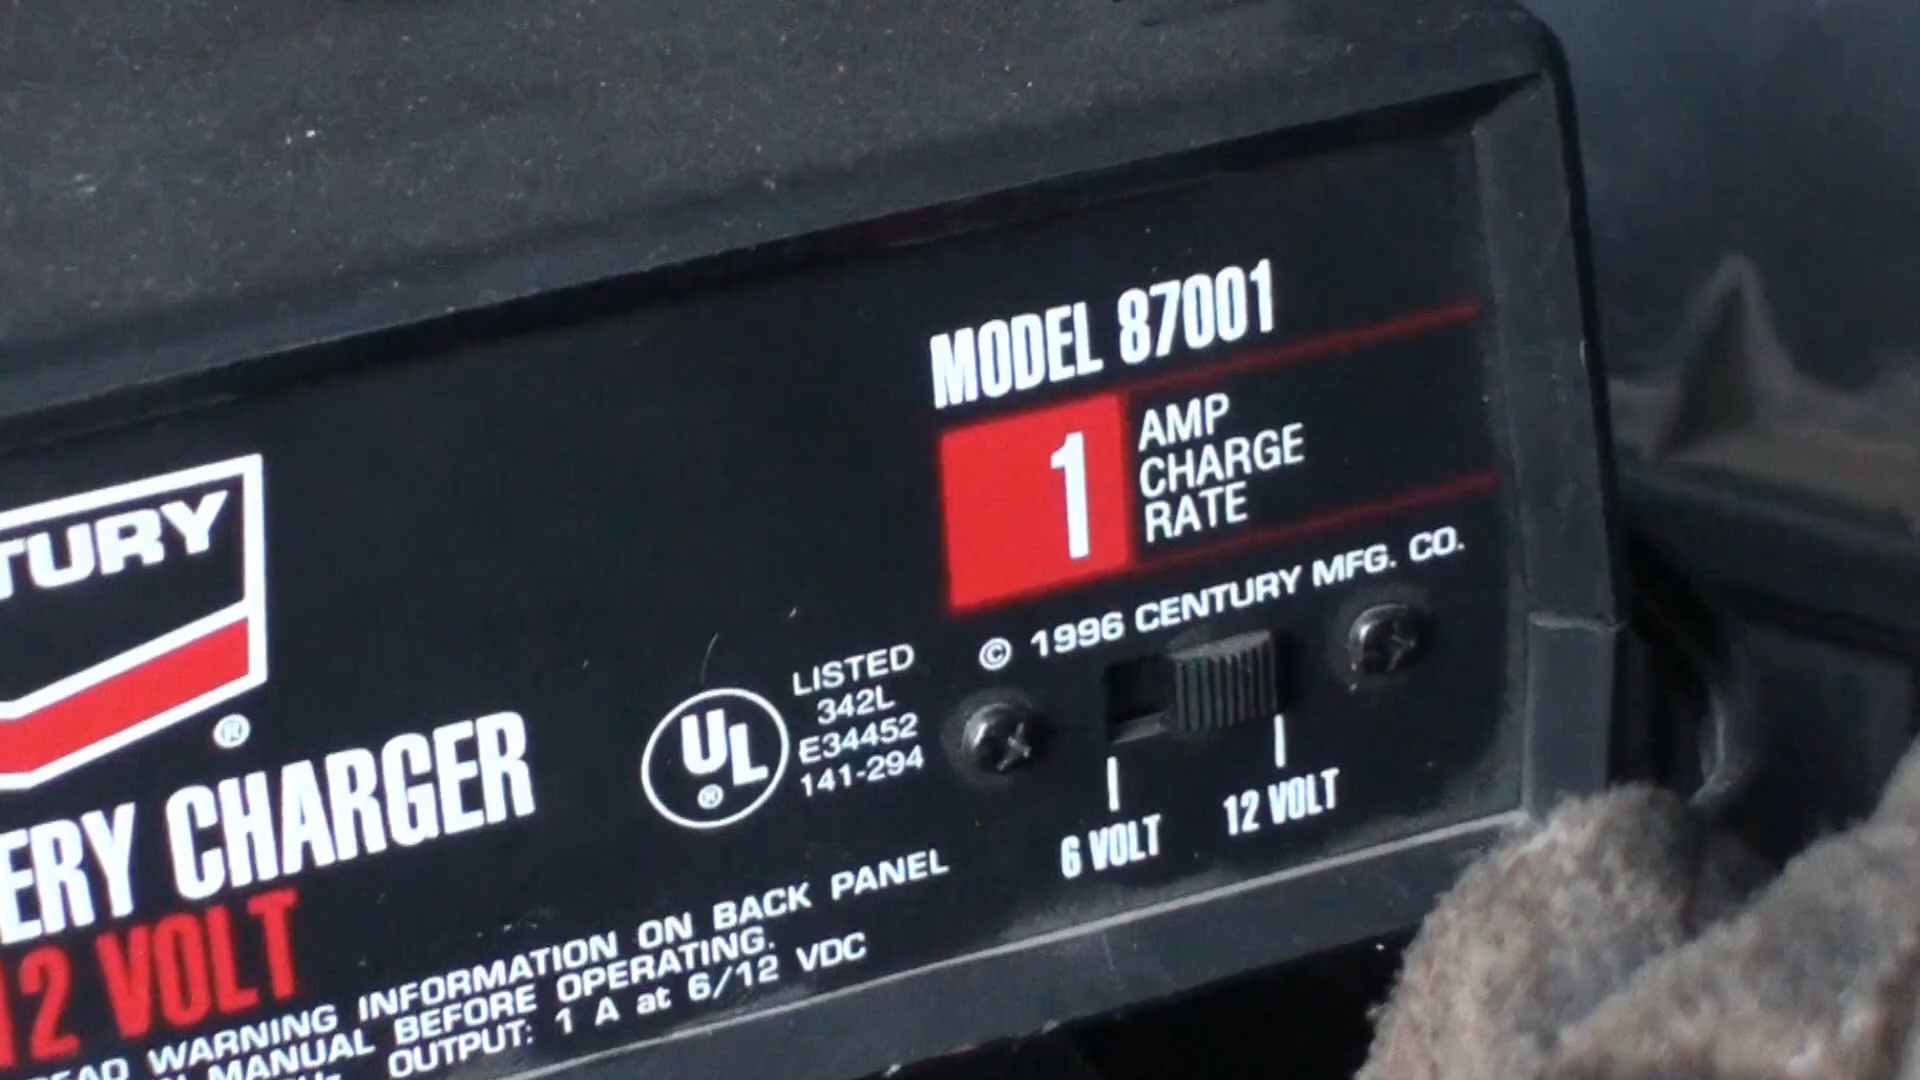 MODEL 87001
1
AMP
CHARGE
RATE
© 1996 CENTURY MFG. CO.
TURY
®
LISTED
342L
E34452
141-294
UL
®
6 VOLT
12 VOLT
ERY CHARGER
12 VOLT
EAD WARNING INFORMATION ON BACK PANEL
MANUAL BEFORE OPERATING.
OUTPUT: 1 A at 6/12 VDC